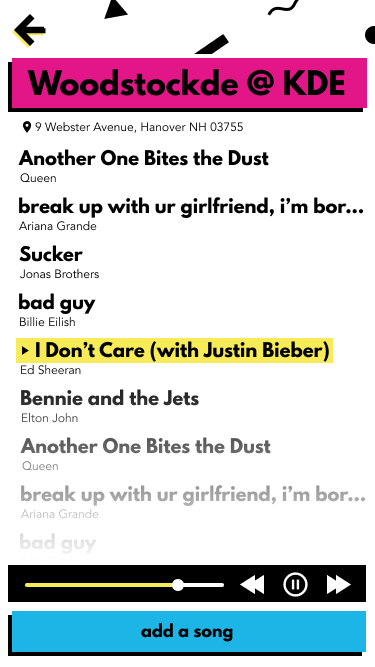 Woodstockde @ KDE
9 Webster Avenue, Hanover NH 03755
Another One Bites the Dust
Queen
break up with ur girlfriend, i’m bor...
Ariana Grande
Sucker
Jonas Brothers
bad guy
Billie Eilish
I Don’t Care (with Justin Bieber)
Ed Sheeran
Bennie and the Jets
Elton John
Another One Bites the Dust
Queen
break up with ur girlfriend, i’m bor...
Ariana Grande
bad guy
add a song